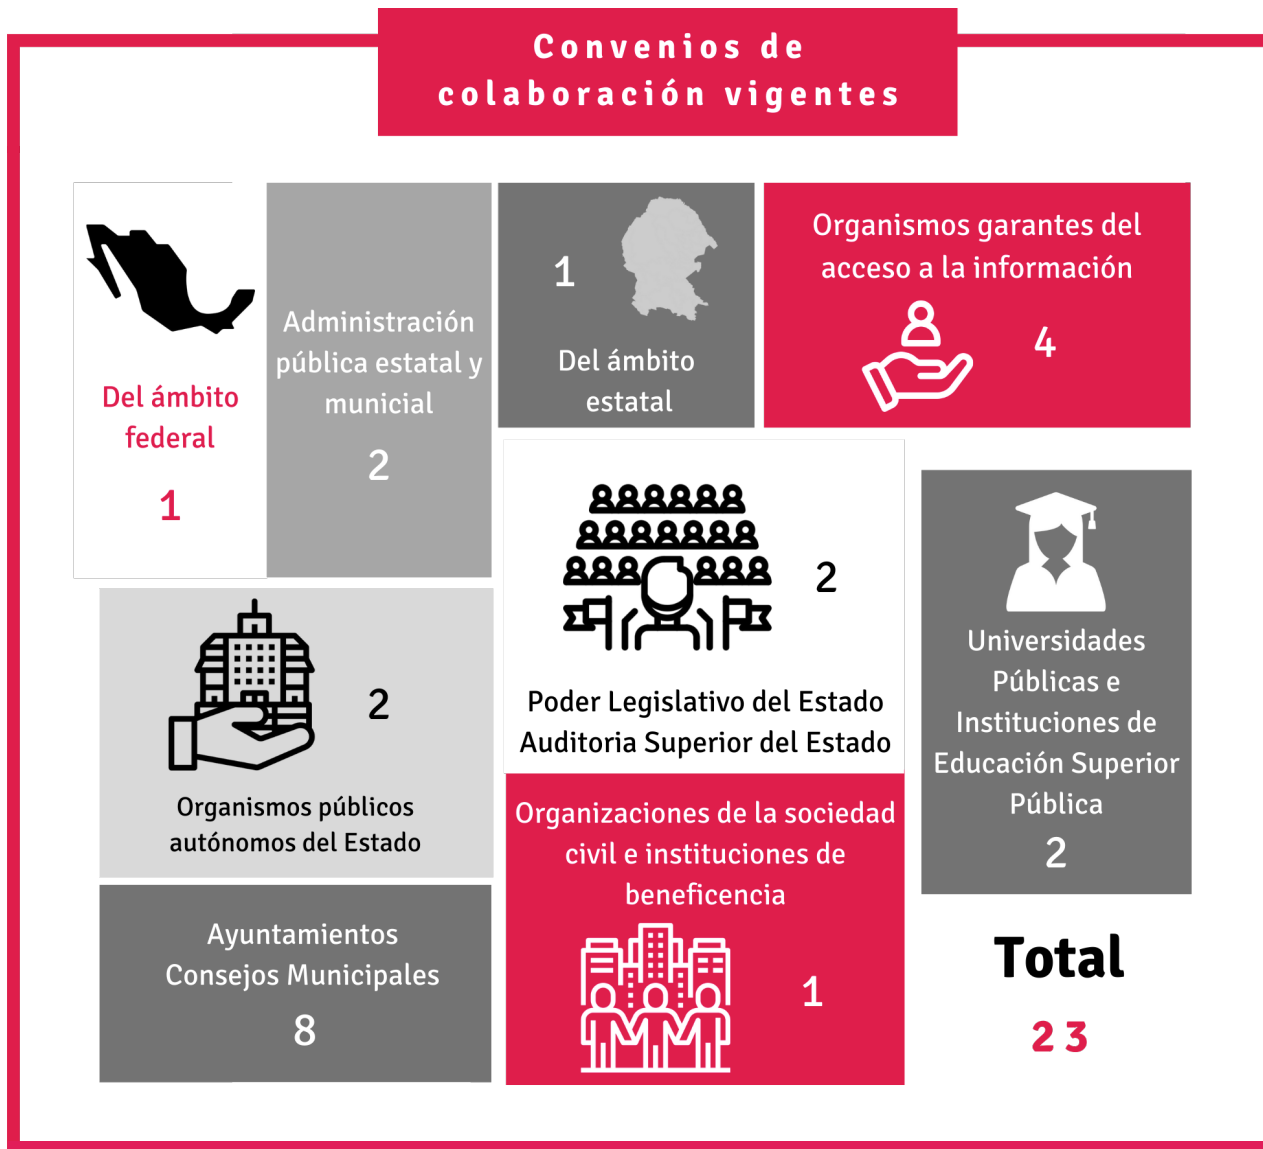 Convenios de
colaboración vigentes
Del ámbito
federal
1
Administración
pública estatal y
municial
2
1
Del ámbito
estatal
Organismos garantes del
acceso a la información
4
2
Poder Legislativo del Estado
Auditoria Superior del Estado
Universidades
Públicas e
Instituciones de
Educación Superior
Pública
2
2
Organismos públicos
autónomos del Estado
Organizaciones de la sociedad
civil e instituciones de
beneficencia
1
Ayuntamientos
Consejos Municipales
8
Total
23